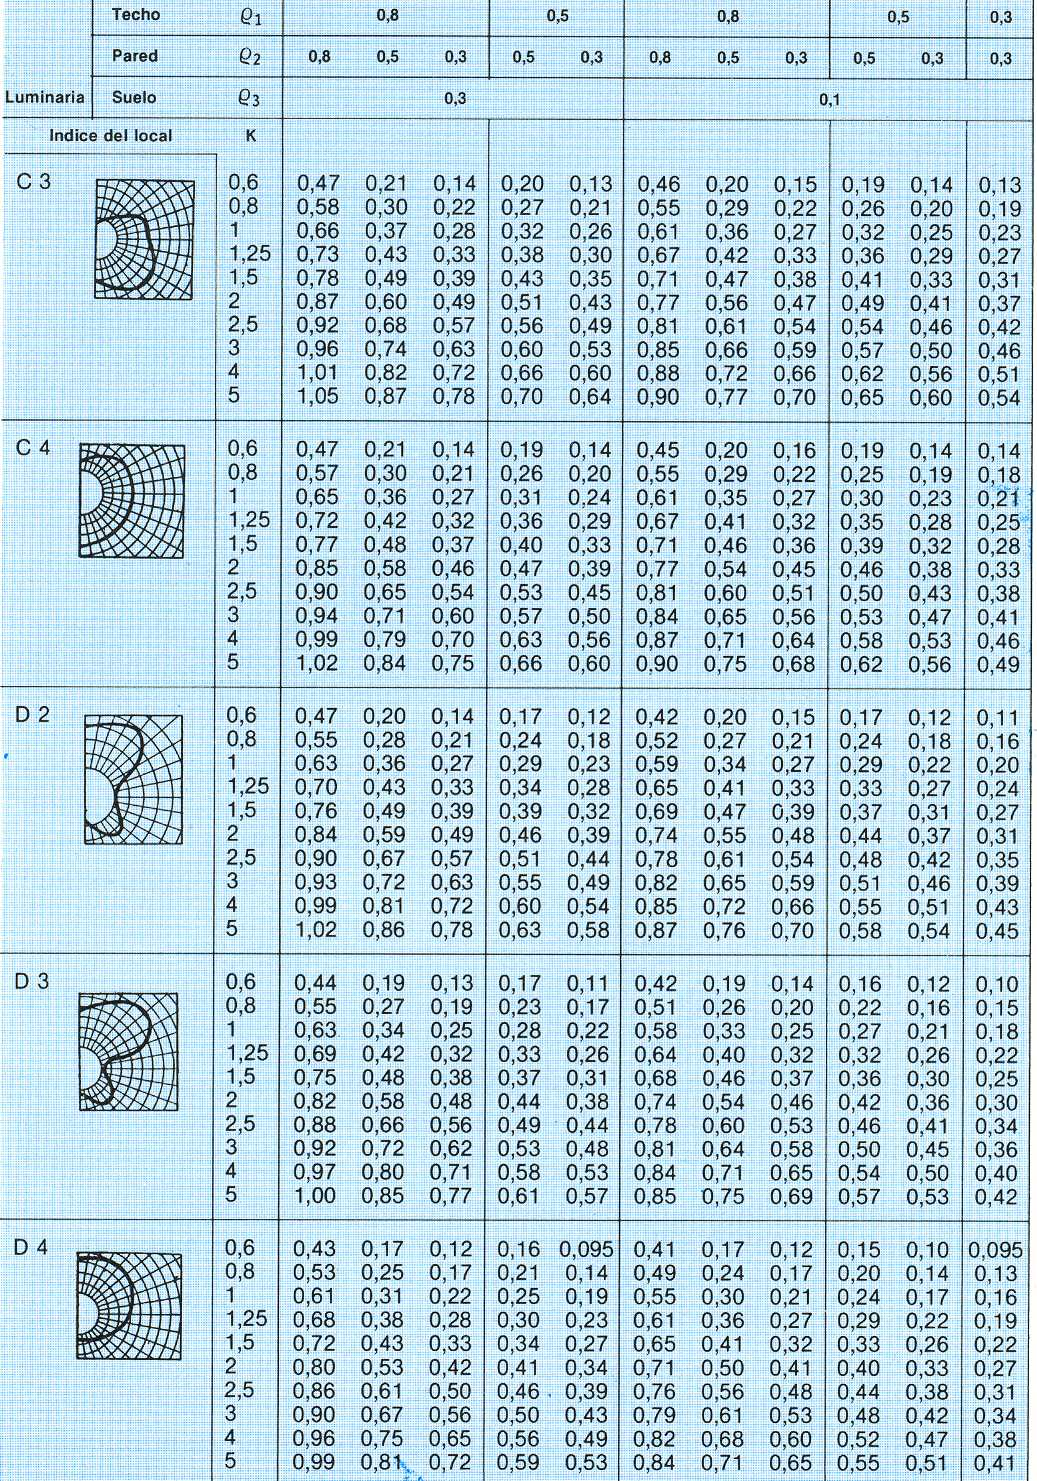 Techo ϱ1 0,8 0,5 0,8 0,5 0,3
Pared ϱ2 0,8 0,5 0,3 0,5 0,3 0,8 0,5 0,3 0,5 0,3 0,3
Luminaria Suelo ϱ3 0,3 0,1
Indice del local K
C 3 0,6 0,47 0,21 0,14 0,20 0,13 0,46 0,20 0,15 0,19 0,14 0,13
0,8 0,58 0,30 0,22 0,27 0,21 0,55 0,29 0,22 0,26 0,20 0,19
1 0,66 0,37 0,28 0,32 0,26 0,61 0,36 0,27 0,32 0,25 0,23
1,25 0,73 0,43 0,33 0,38 0,30 0,67 0,42 0,33 0,36 0,29 0,27
1,5 0,78 0,49 0,39 0,43 0,35 0,71 0,47 0,38 0,41 0,33 0,31
2 0,87 0,60 0,49 0,51 0,43 0,77 0,56 0,47 0,49 0,41 0,37
2,5 0,92 0,68 0,57 0,56 0,49 0,81 0,61 0,54 0,54 0,46 0,42
3 0,96 0,74 0,63 0,60 0,53 0,85 0,66 0,59 0,57 0,50 0,46
4 1,01 0,82 0,72 0,66 0,60 0,88 0,72 0,66 0,62 0,56 0,51
5 1,05 0,87 0,78 0,70 0,64 0,90 0,77 0,70 0,65 0,60 0,54
C 4 0,6 0,47 0,21 0,14 0,19 0,14 0,45 0,20 0,16 0,19 0,14 0,14
0,8 0,57 0,30 0,21 0,26 0,20 0,55 0,29 0,22 0,25 0,19 0,18
1 0,65 0,36 0,27 0,31 0,24 0,61 0,35 0,27 0,30 0,23 0,21
1,25 0,72 0,42 0,32 0,36 0,29 0,67 0,41 0,32 0,35 0,28 0,25
1,5 0,77 0,48 0,37 0,40 0,33 0,71 0,46 0,36 0,39 0,32 0,28
2 0,85 0,58 0,46 0,47 0,39 0,77 0,54 0,45 0,46 0,38 0,33
2,5 0,90 0,65 0,54 0,53 0,45 0,81 0,60 0,51 0,50 0,43 0,38
3 0,94 0,71 0,60 0,57 0,50 0,84 0,65 0,56 0,53 0,47 0,41
4 0,99 0,79 0,70 0,63 0,56 0,87 0,71 0,64 0,58 0,53 0,46
5 1,02 0,84 0,75 0,66 0,60 0,90 0,75 0,68 0,62 0,56 0,49
D 2 0,6 0,47 0,20 0,14 0,17 0,12 0,42 0,20 0,15 0,17 0,12 0,11
0,8 0,55 0,28 0,21 0,24 0,18 0,52 0,27 0,21 0,24 0,18 0,16
1 0,63 0,36 0,27 0,29 0,23 0,59 0,34 0,27 0,29 0,22 0,20
1,25 0,70 0,43 0,33 0,34 0,28 0,65 0,41 0,33 0,33 0,27 0,24
1,5 0,76 0,49 0,39 0,39 0,32 0,69 0,47 0,39 0,37 0,31 0,27
2 0,84 0,59 0,49 0,46 0,39 0,74 0,55 0,48 0,44 0,37 0,31
2,5 0,90 0,67 0,57 0,51 0,44 0,78 0,61 0,54 0,48 0,42 0,35
3 0,93 0,72 0,63 0,55 0,49 0,82 0,65 0,59 0,51 0,46 0,39
4 0,99 0,81 0,72 0,60 0,54 0,85 0,72 0,66 0,55 0,51 0,43
5 1,02 0,86 0,78 0,63 0,58 0,87 0,76 0,70 0,58 0,54 0,45
D 3 0,6 0,44 0,19 0,13 0,17 0,11 0,42 0,19 0,14 0,16 0,12 0,10
0,8 0,55 0,27 0,19 0,23 0,17 0,51 0,26 0,20 0,22 0,16 0,15
1 0,63 0,34 0,25 0,28 0,22 0,58 0,33 0,25 0,27 0,21 0,18
1,25 0,69 0,42 0,32 0,33 0,26 0,64 0,40 0,32 0,32 0,26 0,22
1,5 0,75 0,48 0,38 0,37 0,31 0,68 0,46 0,37 0,36 0,30 0,25
2 0,82 0,58 0,48 0,44 0,38 0,74 0,54 0,46 0,42 0,36 0,30
2,5 0,88 0,66 0,56 0,49 0,44 0,78 0,60 0,53 0,46 0,41 0,34
3 0,92 0,72 0,62 0,53 0,48 0,81 0,64 0,58 0,50 0,45 0,36
4 0,97 0,80 0,71 0,58 0,53 0,84 0,71 0,65 0,54 0,50 0,40
5 1,00 0,85 0,77 0,61 0,57 0,85 0,75 0,69 0,57 0,53 0,42
D 4 0,6 0,43 0,17 0,12 0,16 0,095 0,41 0,17 0,12 0,15 0,10 0,095
0,8 0,53 0,25 0,17 0,21 0,14 0,49 0,24 0,17 0,20 0,14 0,13
1 0,61 0,31 0,22 0,25 0,19 0,55 0,30 0,21 0,24 0,17 0,16
1,25 0,68 0,38 0,28 0,30 0,23 0,61 0,36 0,27 0,29 0,22 0,19
1,5 0,72 0,43 0,33 0,34 0,27 0,65 0,41 0,32 0,33 0,26 0,22
2 0,80 0,53 0,42 0,41 0,34 0,71 0,50 0,41 0,40 0,33 0,27
2,5 0,86 0,61 0,50 0,46 0,39 0,76 0,56 0,48 0,44 0,38 0,31
3 0,90 0,67 0,56 0,50 0,43 0,79 0,61 0,53 0,48 0,42 0,34
4 0,96 0,75 0,65 0,56 0,49 0,82 0,68 0,60 0,52 0,47 0,38
5 0,99 0,81 0,72 0,59 0,53 0,84 0,71 0,65 0,55 0,51 0,41